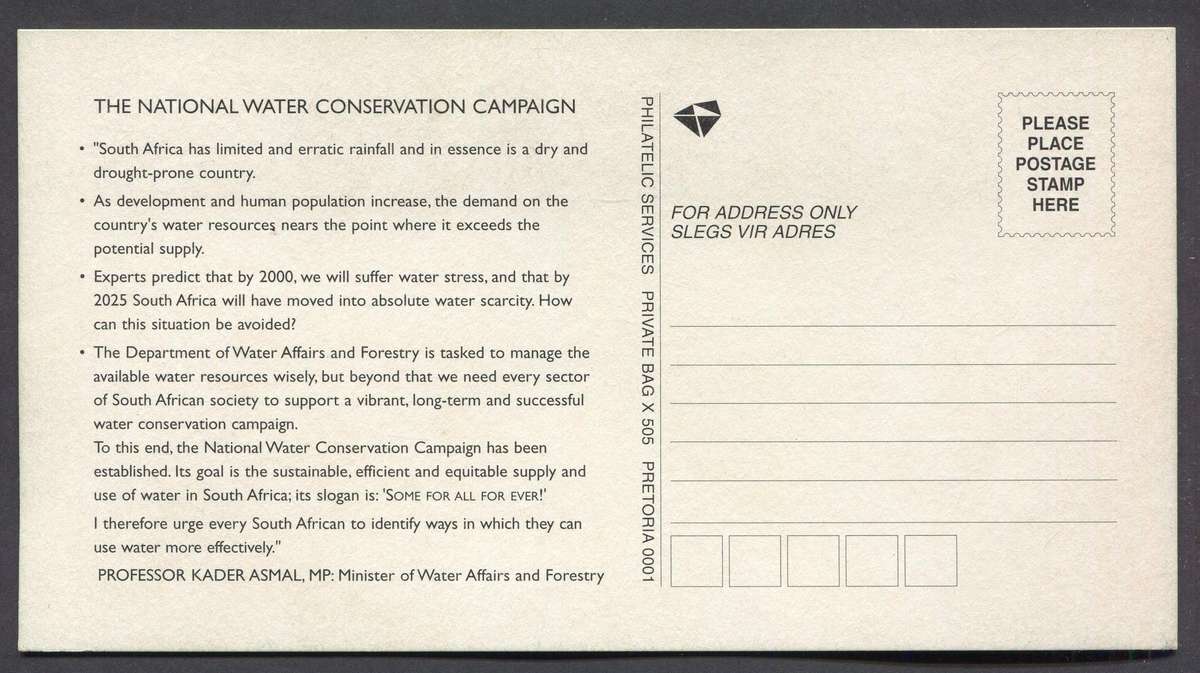 THE NATIONAL WATER CONSERVATION CAMPAIGN
• "South Africa has limited and erratic rainfall and in essence is a dry and
drought-prone country.
• As development and human population increase, the demand on the
country's water resources nears the point where it exceeds the
potential supply.
• Experts predict that by 2000, we will suffer water stress, and that by
2025 South Africa will have moved into absolute water scarcity. How
can this situation be avoided?
• The Department of Water Affairs and Forestry is tasked to manage the
available water resources wisely, but beyond that we need every sector
of South African society to support a vibrant, long-term and successful
water conservation campaign.
To this end, the National Water Conservation Campaign has been
established. Its goal is the sustainable, efficient and equitable supply and
use of water in South Africa; its slogan is: 'SOME FOR ALL FOR EVER!'
I therefore urge every South African to identify ways in which they can
use water more effectively."
PROFESSOR KADER ASMAL, MP: Minister of Water Affairs and Forestry
PHILATELIC SERVICES PRIVATE BAG X 505 PRETORIA 0001
FOR ADDRESS ONLY
SLEGS VIR ADRES
PLEASE
PLACE
POSTAGE
STAMP
HERE